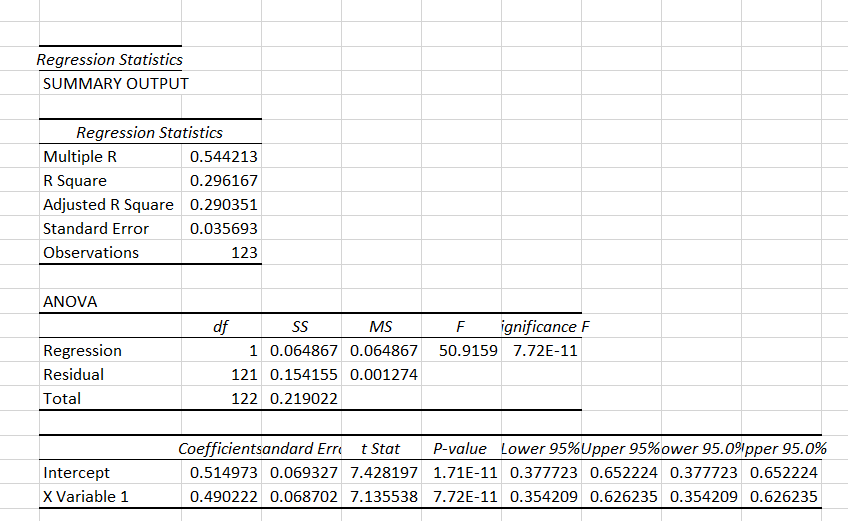 Regression Statistics
SUMMARY OUTPUT
Regression Statistics
Multiple R 0.544213
R Square 0.296167
Adjusted R Square 0.290351
Standard Error 0.035693
Observations 123
ANOVA
df SS MS F ignificance F
Regression 1 0.064867 0.064867 50.9159 7.72E-11
Residual 121 0.154155 0.001274
Total 122 0.219022
Coefficients andard Erro t Stat P-value Lower 95% Upper 95% ower 95.0% pper 95.0%
Intercept 0.514973 0.069327 7.428197 1.71E-11 0.377723 0.652224 0.377723 0.652224
X Variable 1 0.490222 0.068702 7.135538 7.72E-11 0.354209 0.626235 0.354209 0.626235